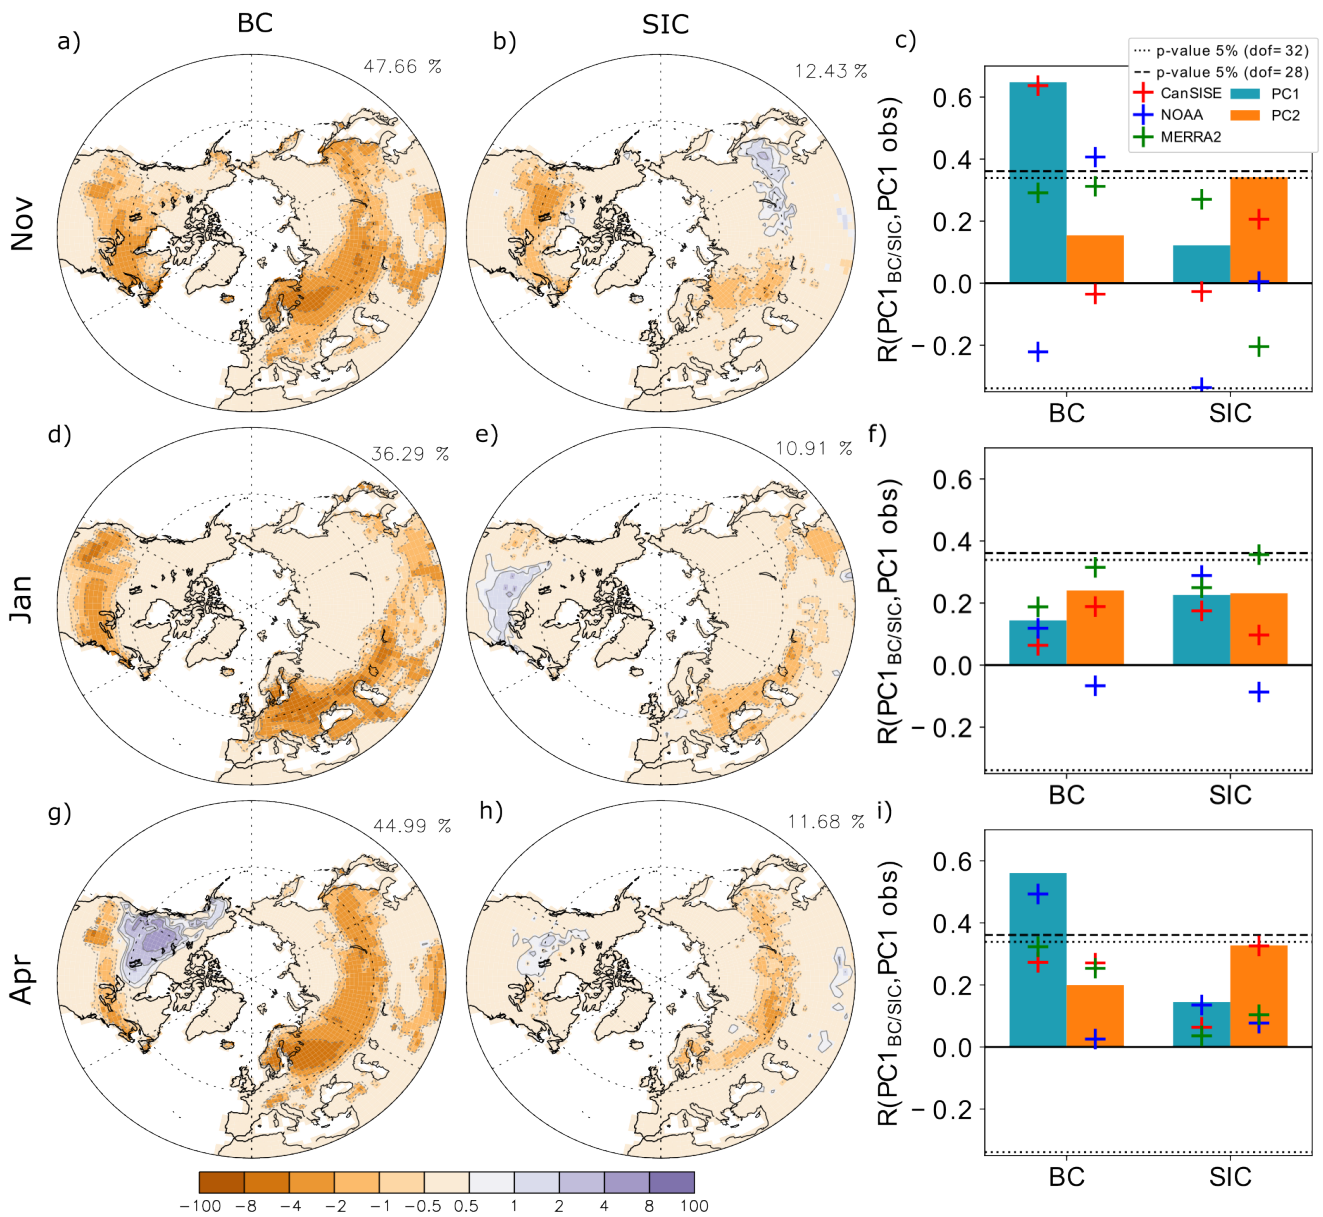 BC
SIC
a)
47.66 %
b)
12.43 %
c)
p-value 5% (dof=32)
p-value 5% (dof=28)
CanSISE
NOAA
MERRA2
PC1
PC2
Nov
R(PC1BC/SIC,PC1 obs)
0.6
0.4
0.2
0.0
−0.2
BC
SIC
d)
36.29 %
e)
10.91 %
f)
Jan
R(PC1BC/SIC,PC1 obs)
0.6
0.4
0.2
0.0
−0.2
BC
SIC
g)
44.99 %
h)
11.68 %
i)
Apr
R(PC1BC/SIC,PC1 obs)
0.6
0.4
0.2
0.0
−0.2
BC
SIC
−100 −8 −4 −2 −1 −0.5 0.5 1 2 4 8 100